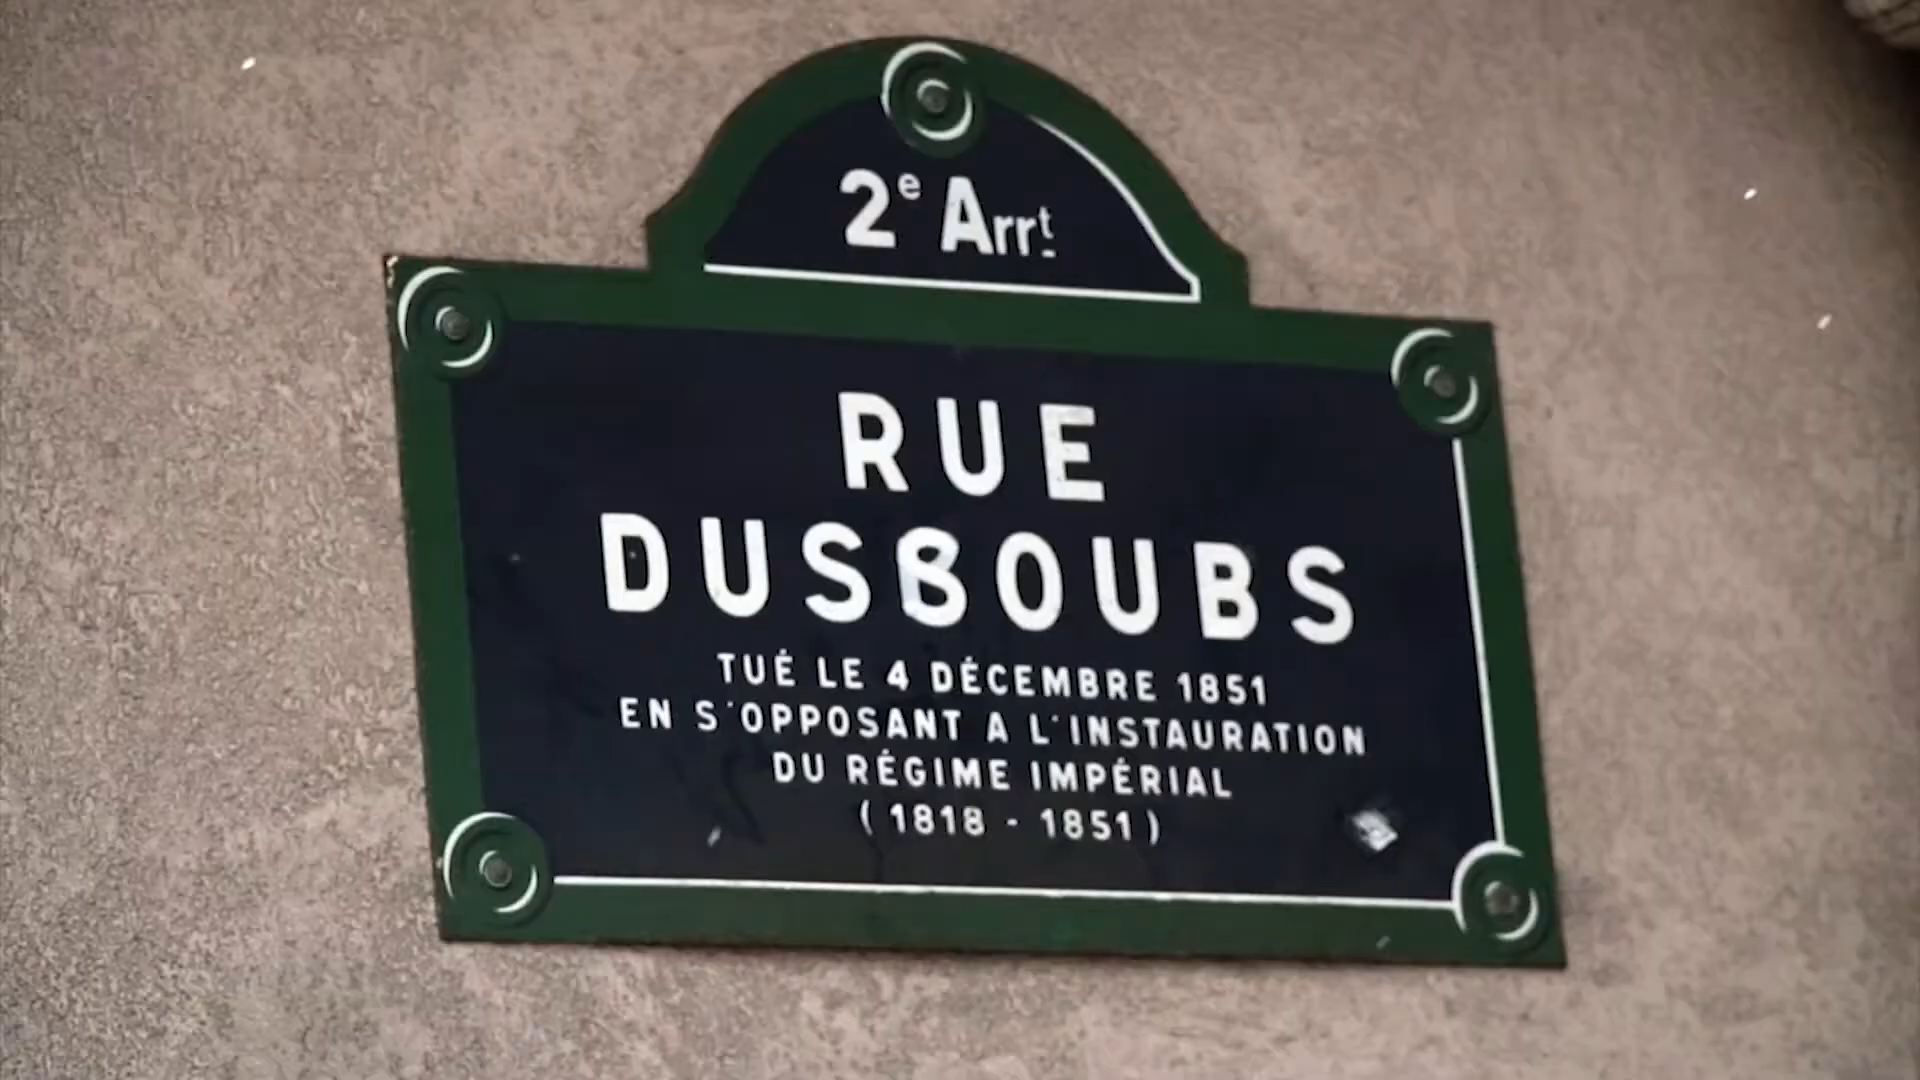 2e Arrt
RUE
DUSBOUBS
TUÉ LE 4 DÉCEMBRE 1851
EN S'OPPOSANT A L'INSTAURATION
DU RÉGIME IMPÉRIAL
(1818 - 1851)